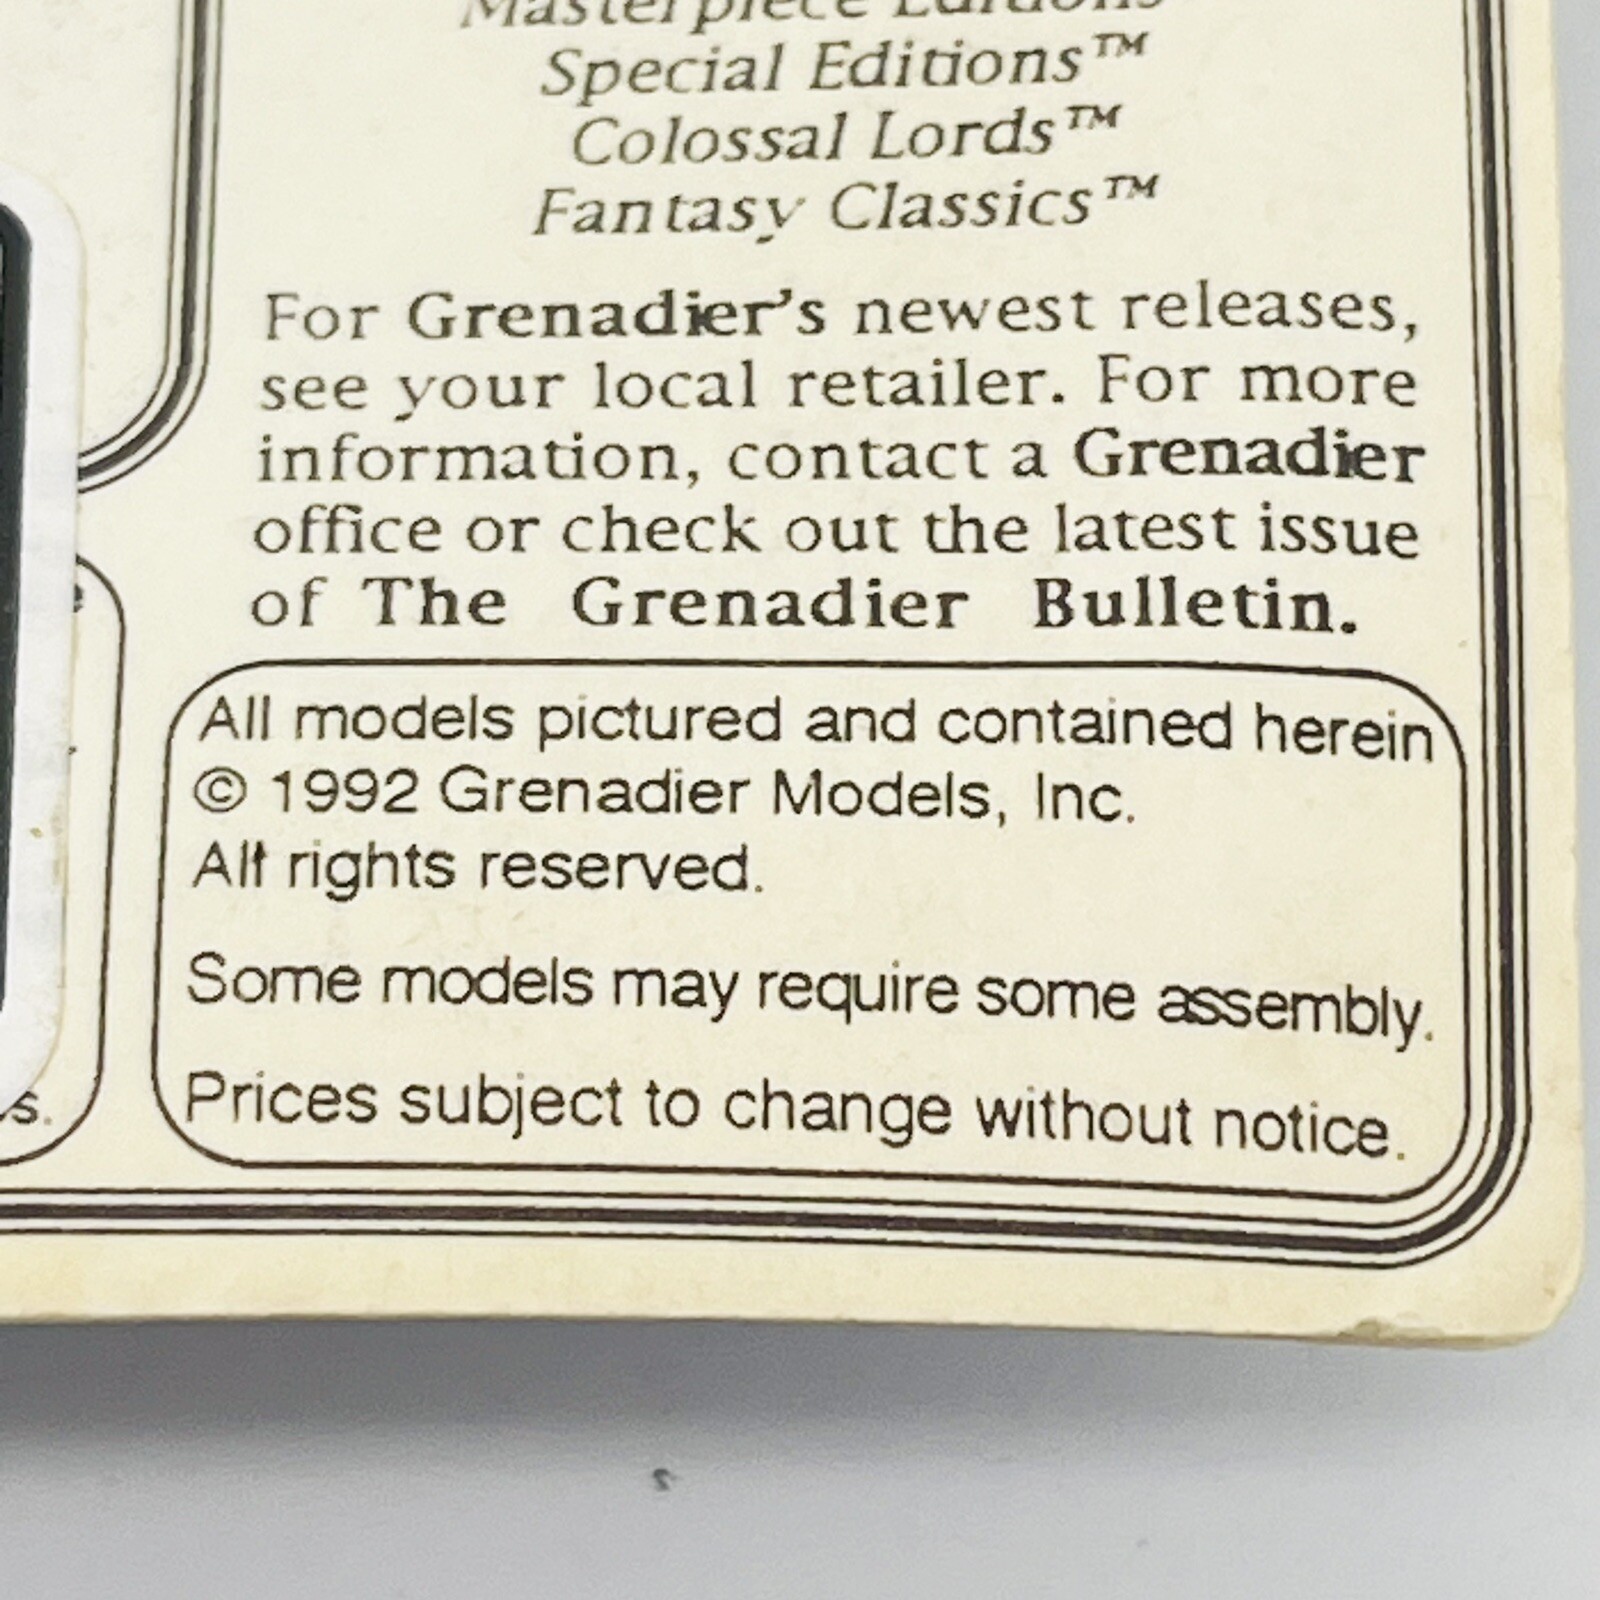 Masterpiece Editions
Special Editions™
Colossal Lords™
Fantasy Classics™
For Grenadier's newest releases,
see your local retailer. For more
information, contact a Grenadier
office or check out the latest issue
of The Grenadier Bulletin.
All models pictured and contained herein
© 1992 Grenadier Models, Inc.
All rights reserved.
Some models may require some assembly.
Prices subject to change without notice.